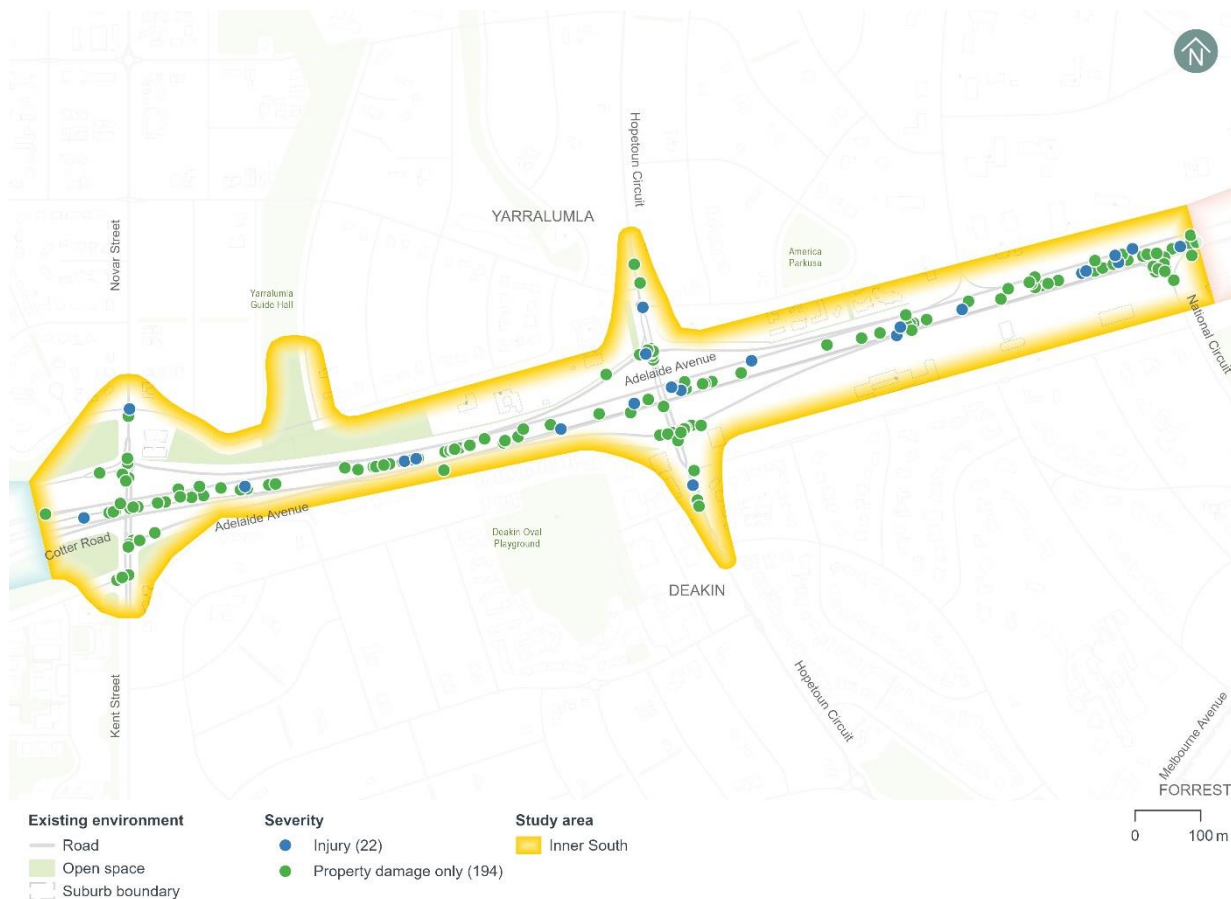 N
Hopetoun Circuit
YARRALUMLA
Novar Street
America
Parkusa
Yarralumla
Guide Hall
National Circuit
Adelaide Avenue
Adelaide Avenue
Cotter Road
Deakin Oval
Playground
DEAKIN
Kent Street
Hopetoun Circuit
Melbourne Avenue
FORREST
Existing environment
Road
Open space
Suburb boundary
Severity
Injury (22)
Property damage only (194)
Study area
Inner South
0 100 m